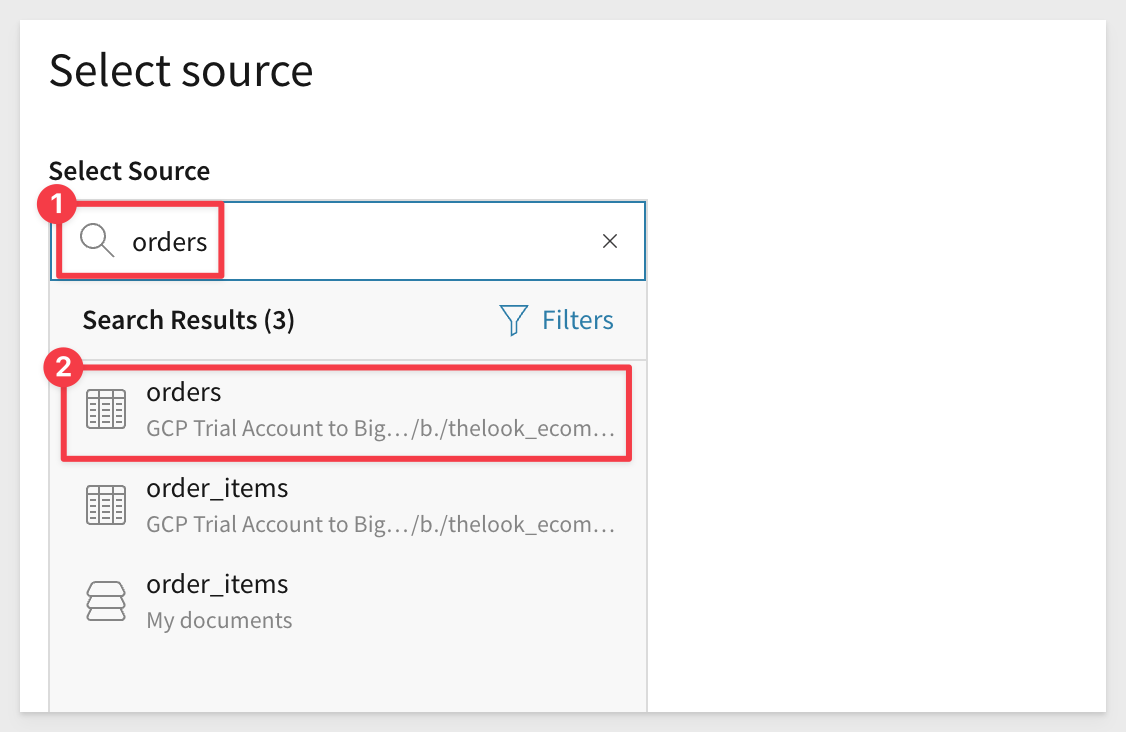 Select source
Select Source
1
orders
Search Results (3)
Filters
2
orders
GCP Trial Account to Big…/b./thelook_ecom…
order_items
GCP Trial Account to Big…/b./thelook_ecom…
order_items
My documents